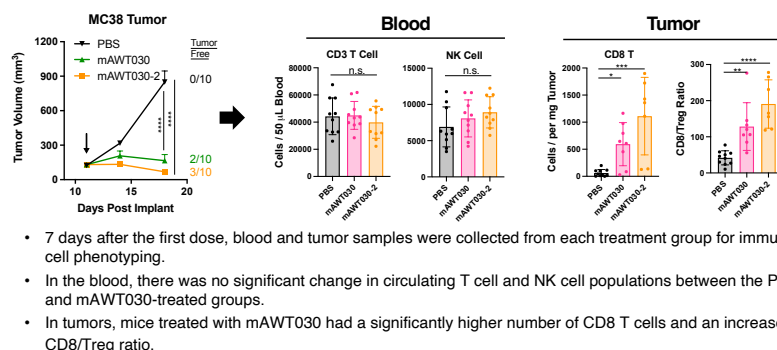 MC38 Tumor
PBS
mAWT030
mAWT030-2
Tumor
Free
0/10
2/10
3/10
****
****
Tumor Volume (mm³)
1200
900
600
300
0
10
15
20
Days Post Implant
Blood
CD3 T Cell
n.s.
Cells / 50 µL Blood
80000
60000
40000
20000
0
PBS
mAWT030
mAWT030-2
NK Cell
n.s.
15000
10000
5000
0
PBS
mAWT030
mAWT030-2
Tumor
CD8 T
***
*
Cells / per mg Tumor
2000
1500
1000
500
0
PBS
mAWT030
mAWT030-2
****
**
CD8/Treg Ratio
300
200
100
0
PBS
mAWT030
mAWT030-2
• 7 days after the first dose, blood and tumor samples were collected from each treatment group for immu
cell phenotyping.
• In the blood, there was no significant change in circulating T cell and NK cell populations between the P
and mAWT030-treated groups.
• In tumors, mice treated with mAWT030 had a significantly higher number of CD8 T cells and an increase
CD8/Treg ratio.